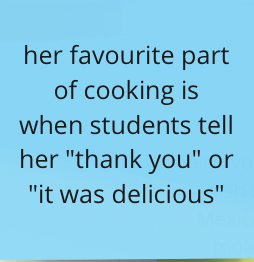 her favourite part
of cooking is
when students tell
her "thank you" or
"it was delicious"